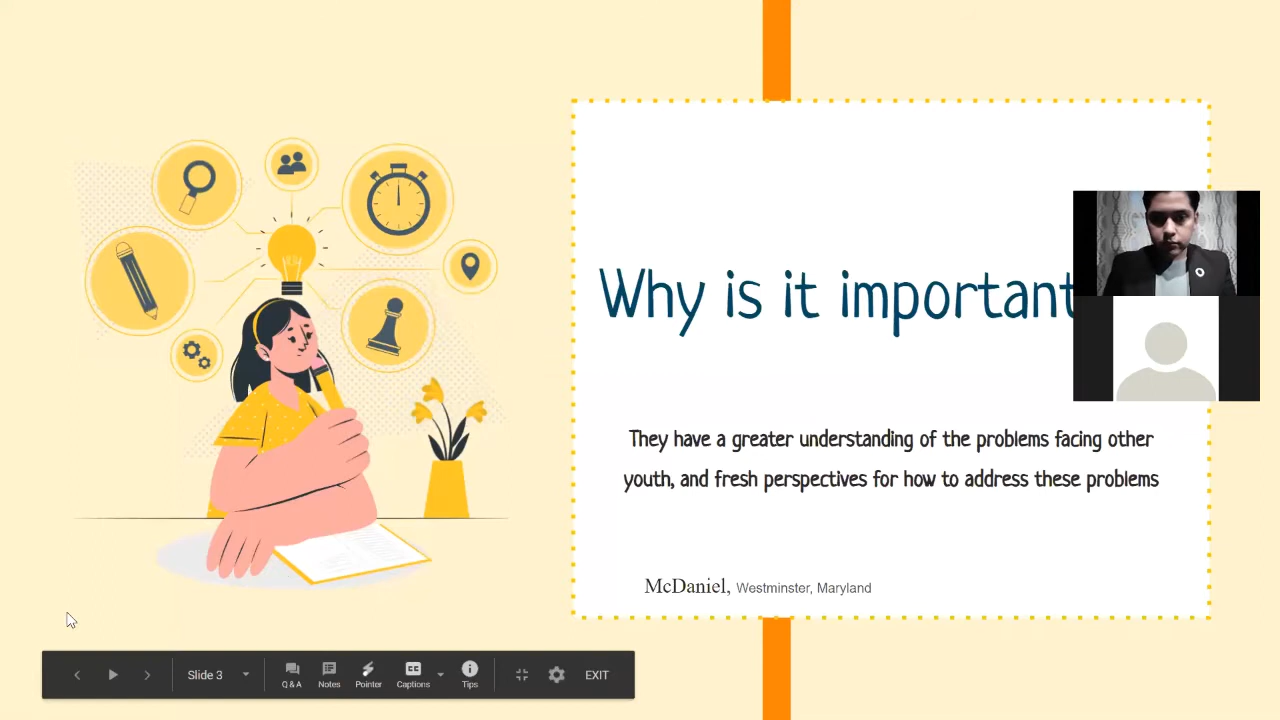 Why is it important
They have a greater understanding of the problems facing other
youth, and fresh perspectives for how to address these problems
McDaniel, Westminster, Maryland
Slide 3
Q & A
Notes
Pointer
CC
Captions
Tips
EXIT